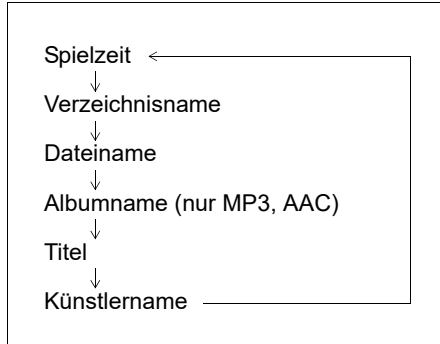 Spielzeit
Verzeichnisname
Dateiname
Albumname (nur MP3, AAC)
Titel
Künstlername